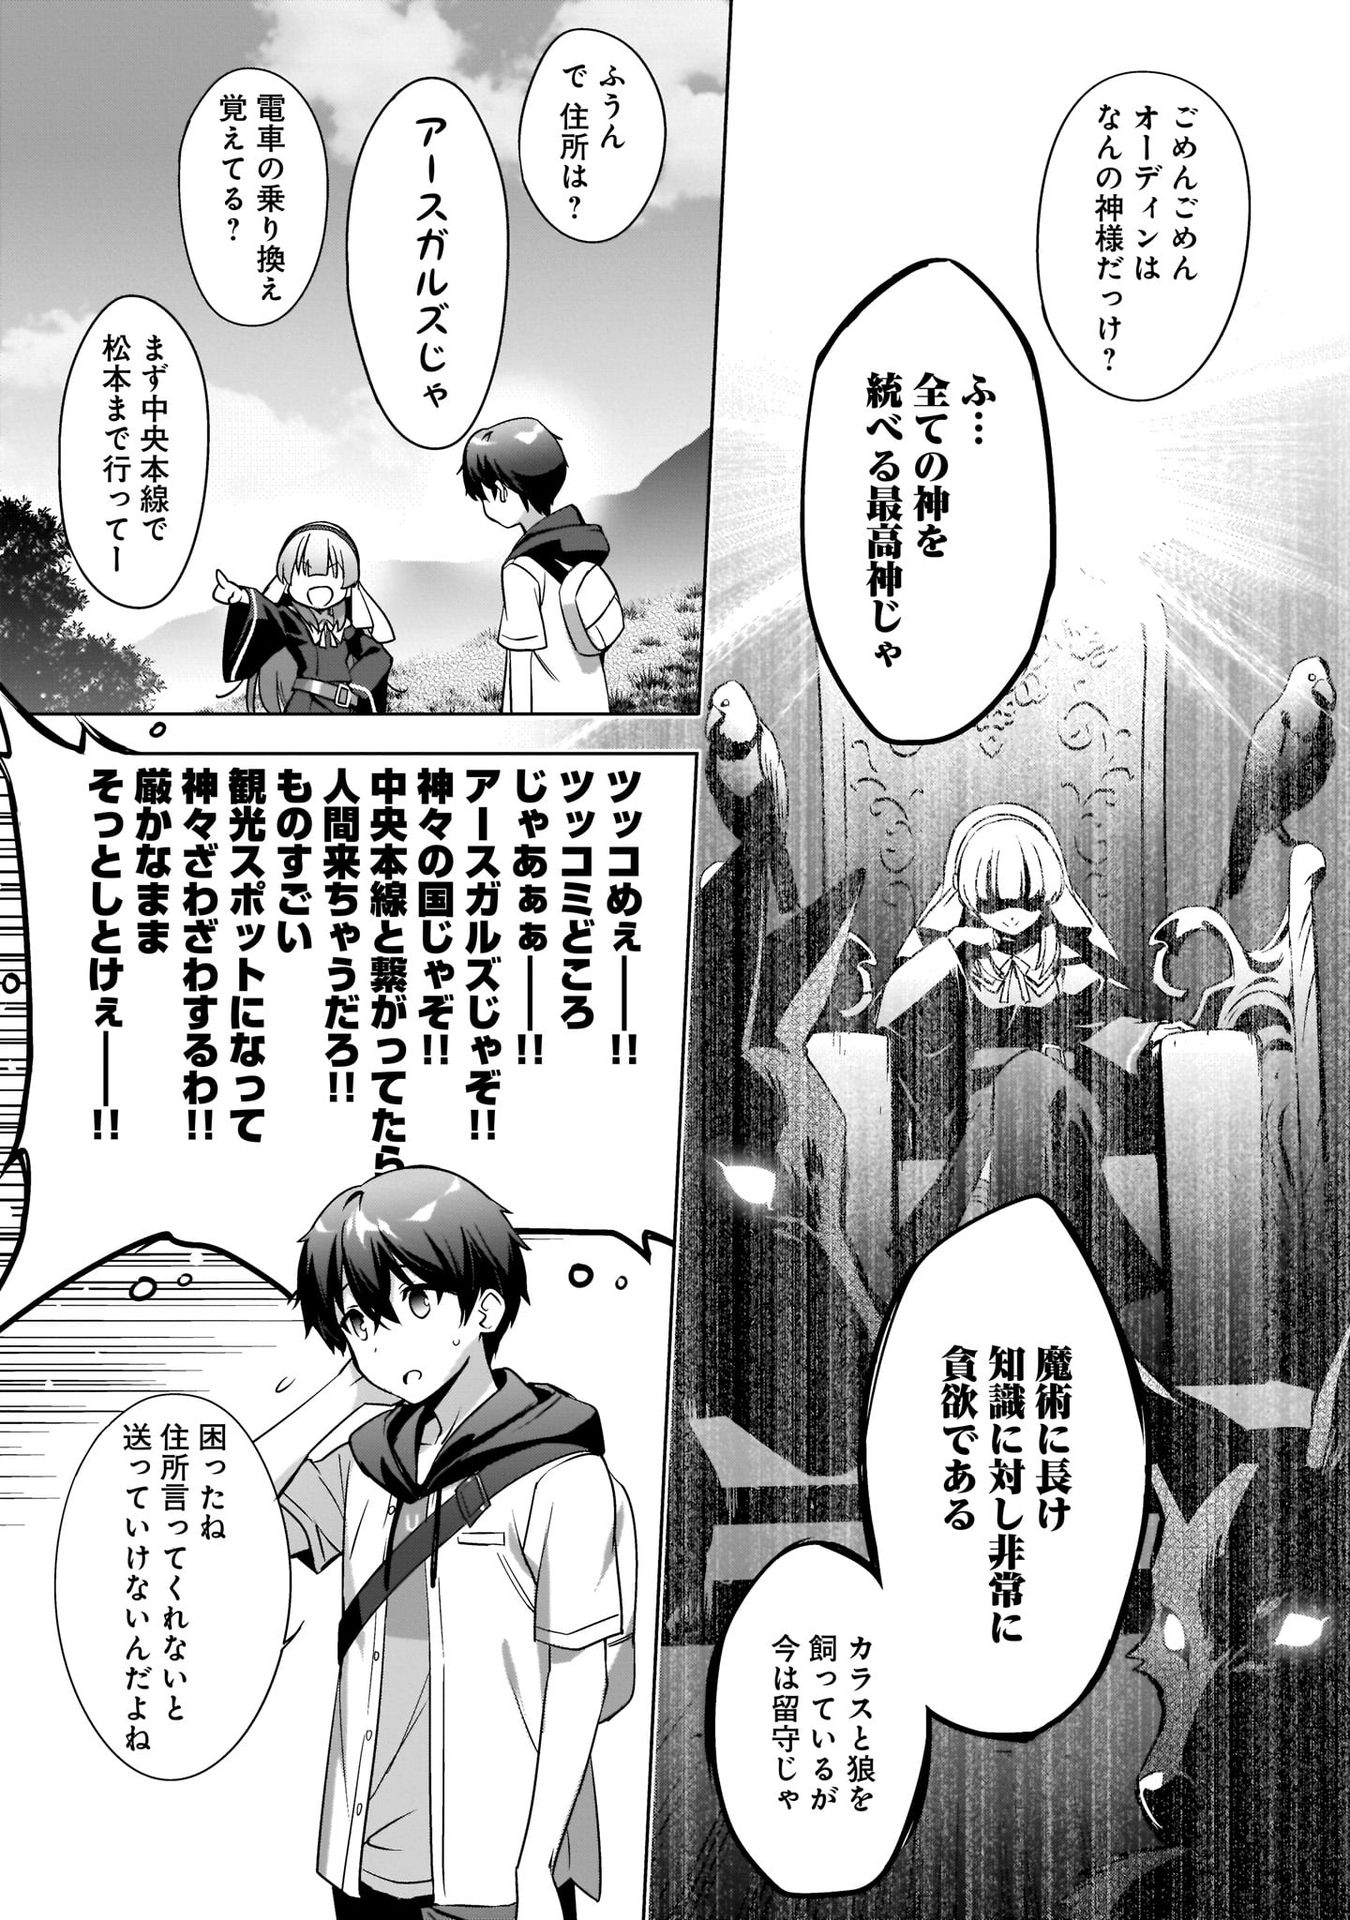 ごめんごめん
オーディンは
なんの神様だっけ？
ふ…
全ての神を
統べる最高神じゃ
魔術に長け
知識に対し非常に
貪欲である
カラスと狼を
飼っているが
今は留守じゃ
ふうん
で 住所は？
アースガルズじゃ
電車の乗り換え
覚えてる？
まず中央本線で
松本まで行ってー
ツッコめぇ――!!
ツッコミどころ
じゃあぁぁ――!!
アースガルズじゃぞ!!
神々の国じゃぞ!!
中央本線と繋がってたら
人間来ちゃうだろ!!
ものすごい
観光スポットになって
神々ざわざわするわ!!
厳かなまま
そっとしとけぇ――!!
困ったね
住所言ってくれないと
送っていけないんだよね